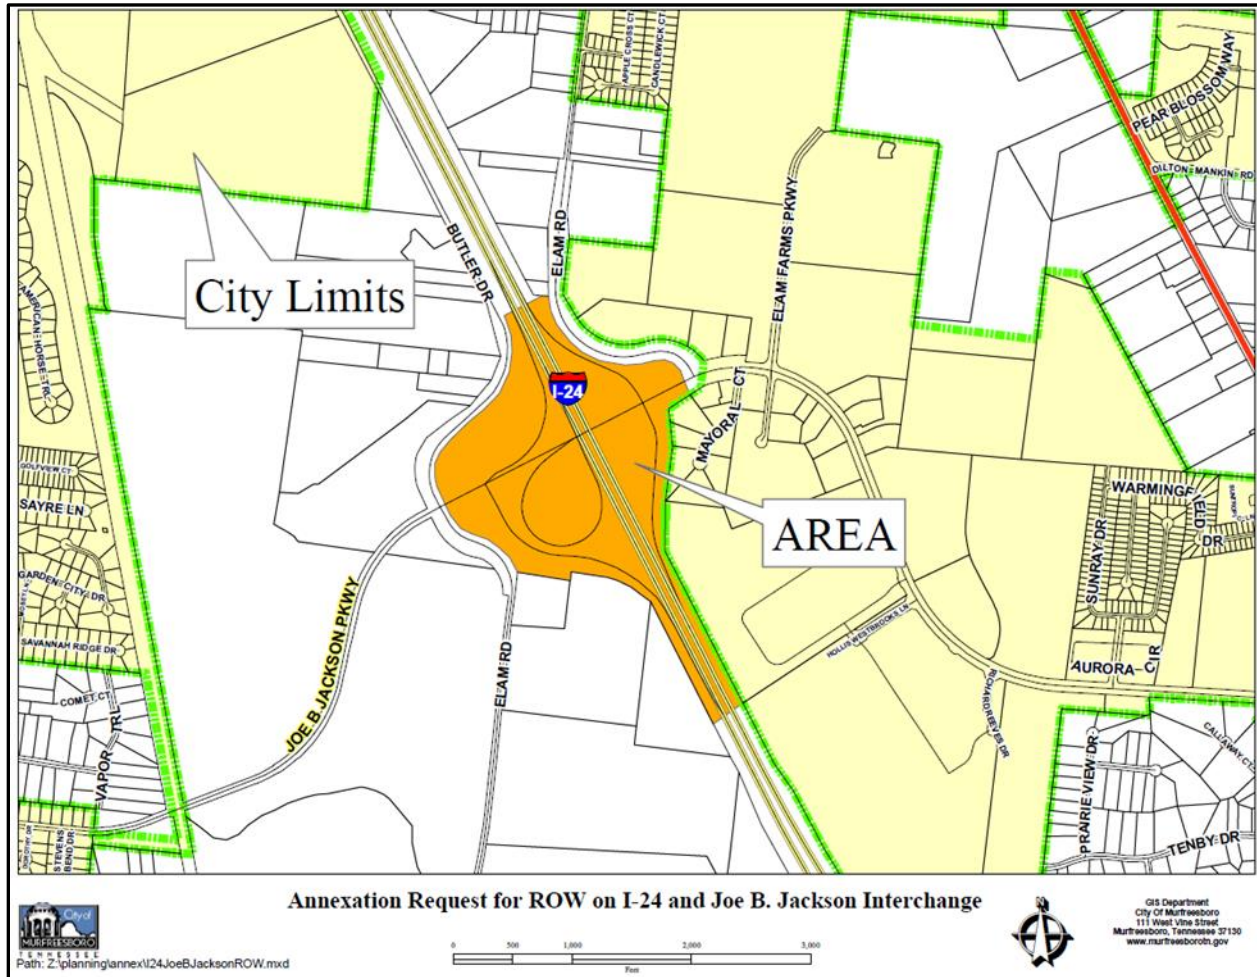 APPLE CROSS CT
CANDLEWICK CT
PEAR BLOSSOM WAY
DILTON MANKIN RD
BUTLER DR
ELAM RD
ELAM FARMS PKWY
City Limits
AMERICAN HORSE TRL
I-24
MAYORAL CT
GOLFVIEW CT
SAYRE LN
GARDEN CITY DR
SAVANNAH RIDGE DR
AREA
WARMINGFIELD DR
SUNRAY DR
HOLLIS WESTBROOKS LN
AURORA CIR
RICHARD REEVES DR
JOE B JACKSON PKWY
ELAM RD
COMET CT
VAPOR TRL
CALLAWAY CT
PRAIRIE VIEW DR
TENBY DR
STEVENS
BEND DR
Annexation Request for ROW on I-24 and Joe B. Jackson Interchange
City of
MURFREESBORO
TENNESSEE
Path: Z:\planning\annex\I24JoeBJacksonROW.mxd
0 500 1,000 2,000 3,000
Feet
GIS Department
City Of Murfreesboro
111 West Vine Street
Murfreesboro, Tennessee 37130
www.murfreesborotn.gov